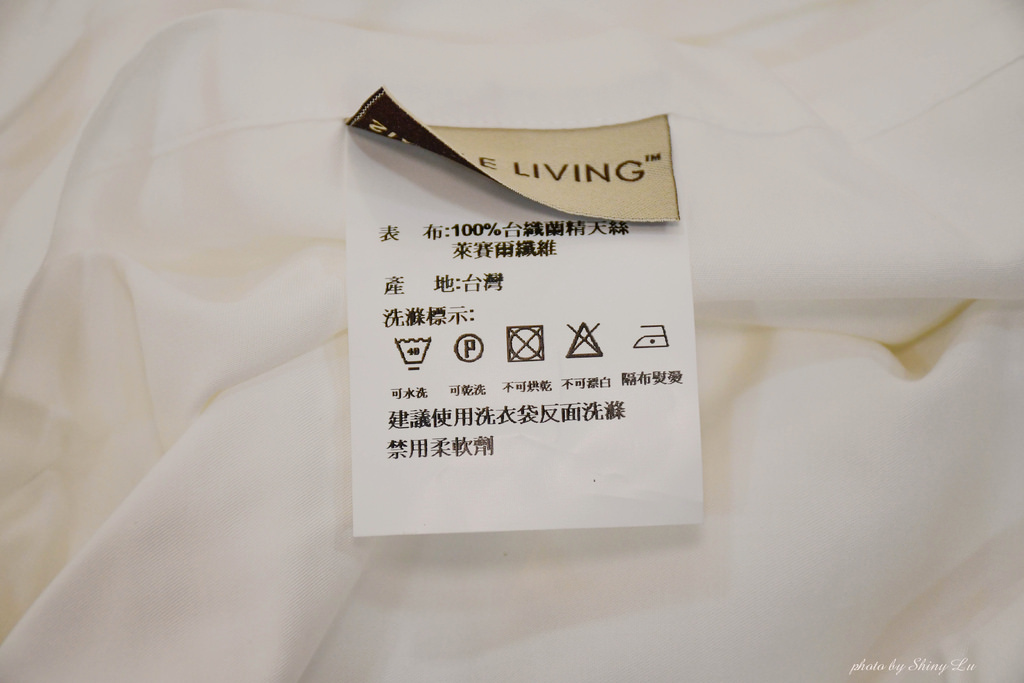 LIVING™
表 布:100%台織蘭精天絲
萊賽爾纖維
產 地:台灣
洗滌標示:
40 P
可水洗 可乾洗 不可烘乾 不可漂白 隔布熨燙
建議使用洗衣袋反面洗滌
禁用柔軟劑
photo by Shiny Lu